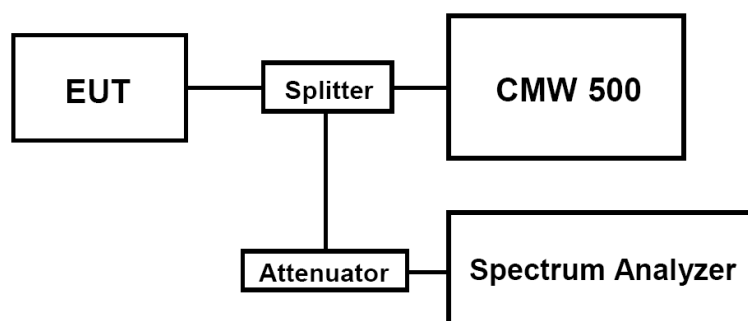 EUT
Splitter
CMW 500
Attenuator
Spectrum Analyzer